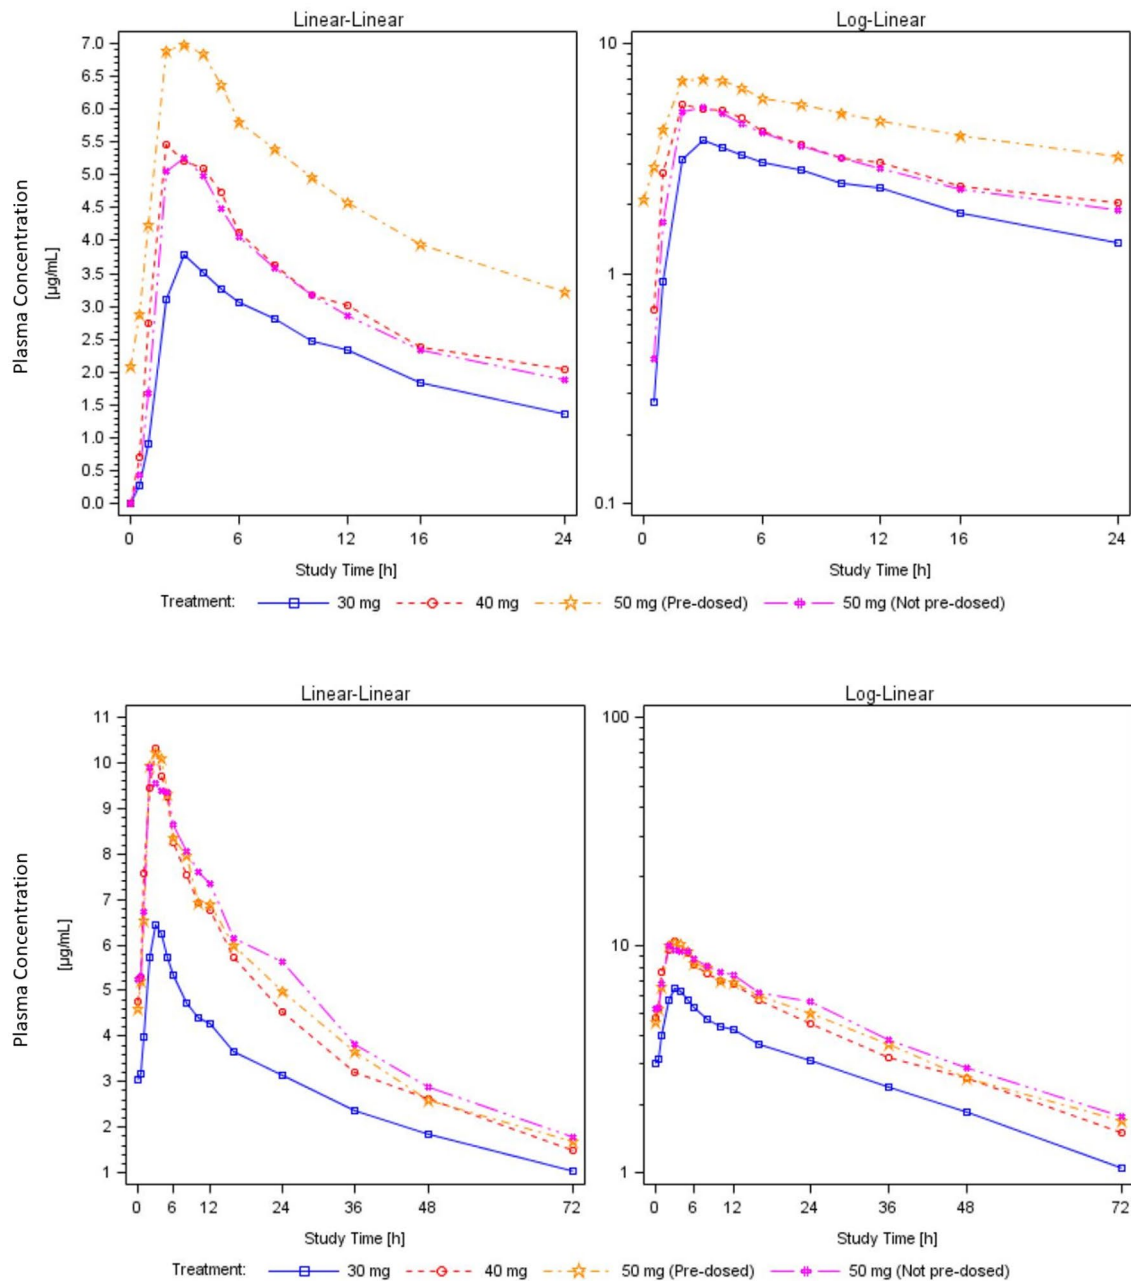 Linear-Linear
Plasma Concentration
[µg/mL]
7.0
6.5
6.0
5.5
5.0
4.5
4.0
3.5
3.0
2.5
2.0
1.5
1.0
0.5
0.0
0 6 12 16 24
Study Time [h]
Log-Linear
10
1
0.1
0 6 12 16 24
Study Time [h]
Treatment: 30 mg 40 mg 50 mg (Pre-dosed) 50 mg (Not pre-dosed)
Linear-Linear
Plasma Concentration
[µg/mL]
11
10
9
8
7
6
5
4
3
2
1
0 6 12 24 36 48 72
Study Time [h]
Log-Linear
100
10
1
0 6 12 24 36 48 72
Study Time [h]
Treatment: 30 mg 40 mg 50 mg (Pre-dosed) 50 mg (Not pre-dosed)